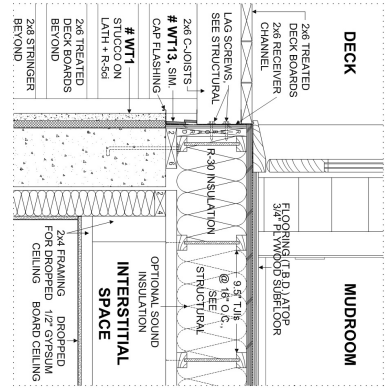 DECK
MUDROOM
2x6 TREATED
DECK BOARDS
2x6 RECEIVER
CHANNEL
LAG SCREWS,
SEE STRUCTURAL
2x6 C-JOISTS
# WT13, SIM.
CAP FLASHING
# WT1
STUCCO ON
LATH + R-5ci
2x6 TREATED
DECK BOARDS
BEYOND
2x8 STRINGER
BEYOND
FLOORING (T.B.D.) ATOP
3/4" PLYWOOD SUBFLOOR
R-30 INSULATION
9.5" TJIs
@ 16" O.C.,
SEE
STRUCTURAL
OPTIONAL SOUND
INSULATION
INTERSTITIAL
SPACE
2x4 FRAMING
FOR DROPPED
CEILING
DROPPED
1/2" GYPSUM
BOARD CEILING